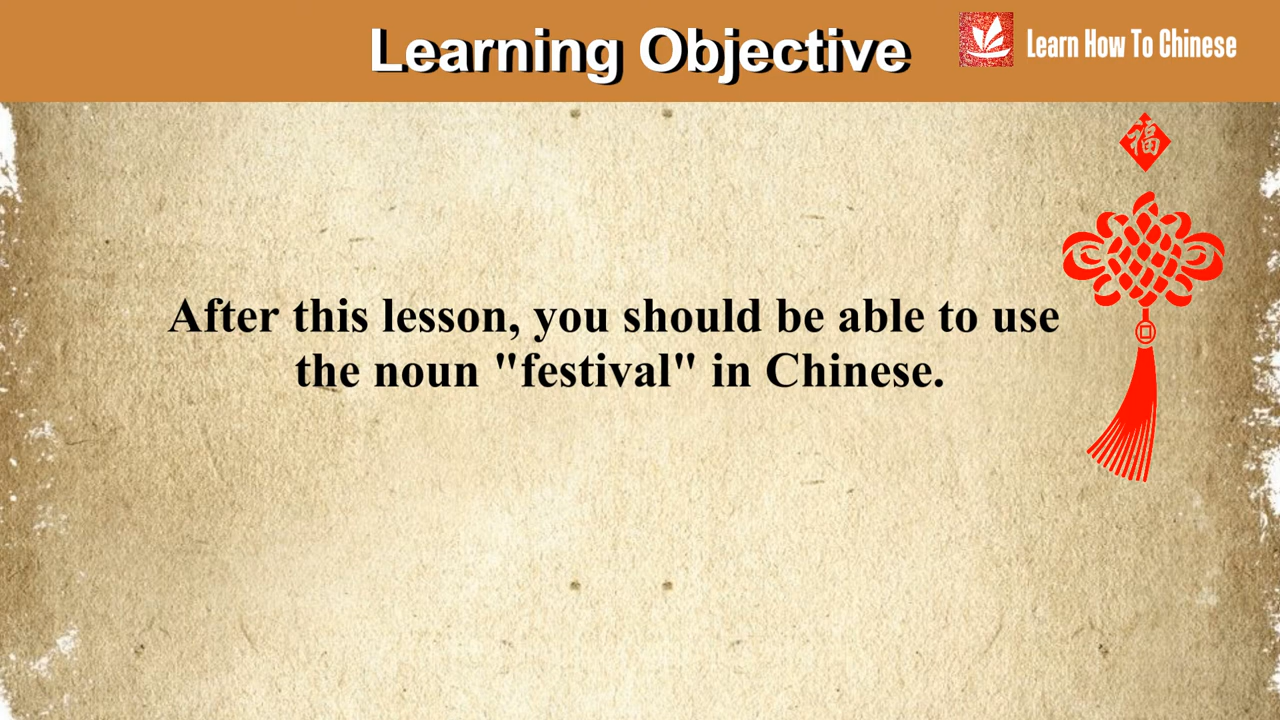 Learning Objective
Learn How To Chinese
福
After this lesson, you should be able to use
the noun "festival" in Chinese.